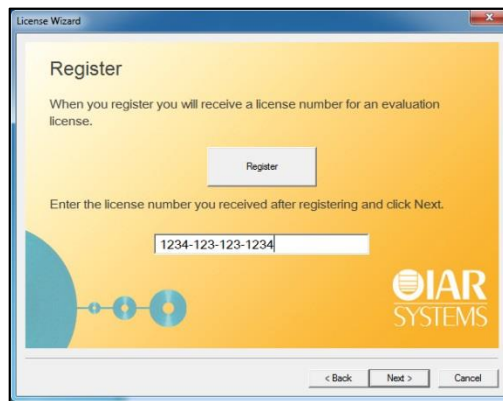 License Wizard
Register
When you register you will receive a license number for an evaluation
license.
Register
Enter the license number you received after registering and click Next.
1234-123-123-1234
IAR
SYSTEMS
< Back
Next >
Cancel